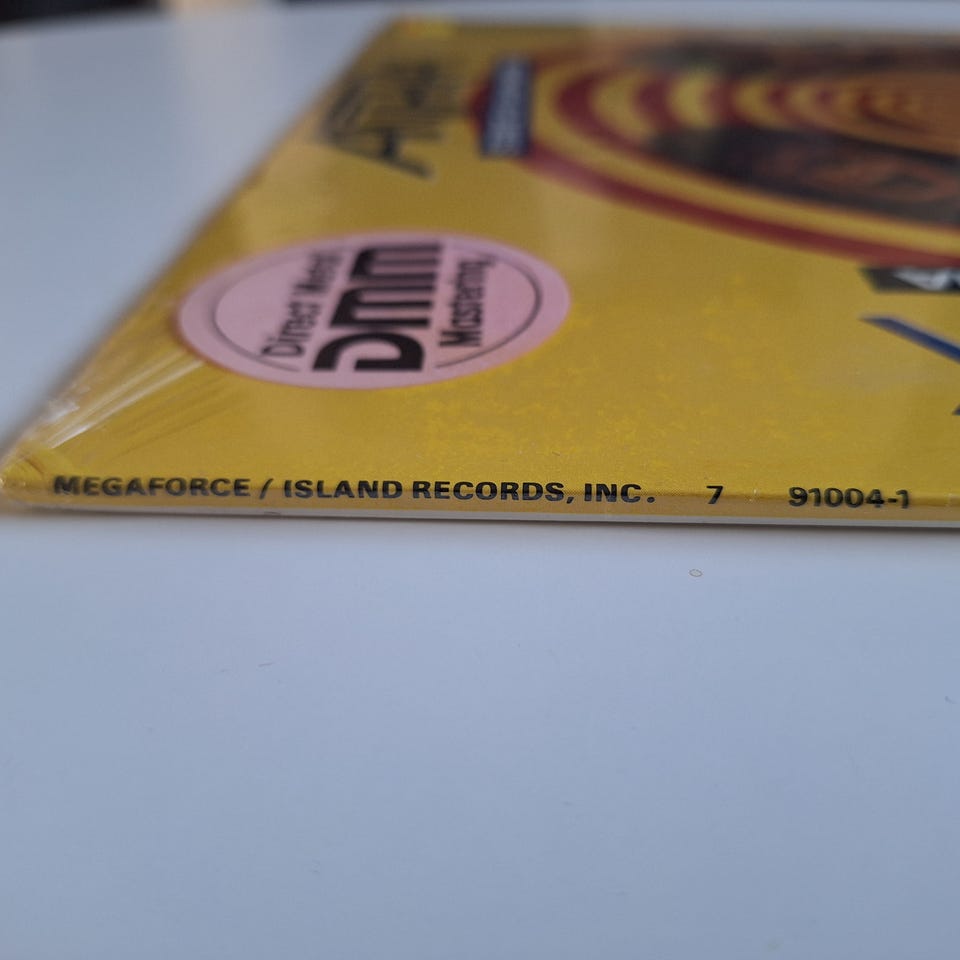 Direct Metal
DMM
Mastering
MEGAFORCE / ISLAND RECORDS, INC. 7 91004-1